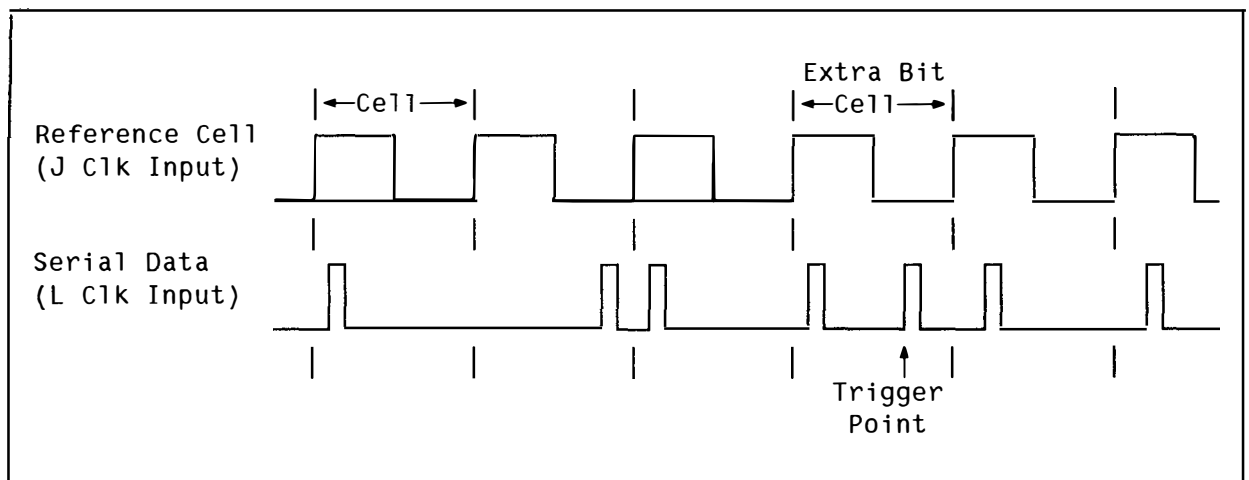 Extra Bit
Cell
Cell
Reference Cell
(J Clk Input)
Serial Data
(L Clk Input)
Trigger
Point